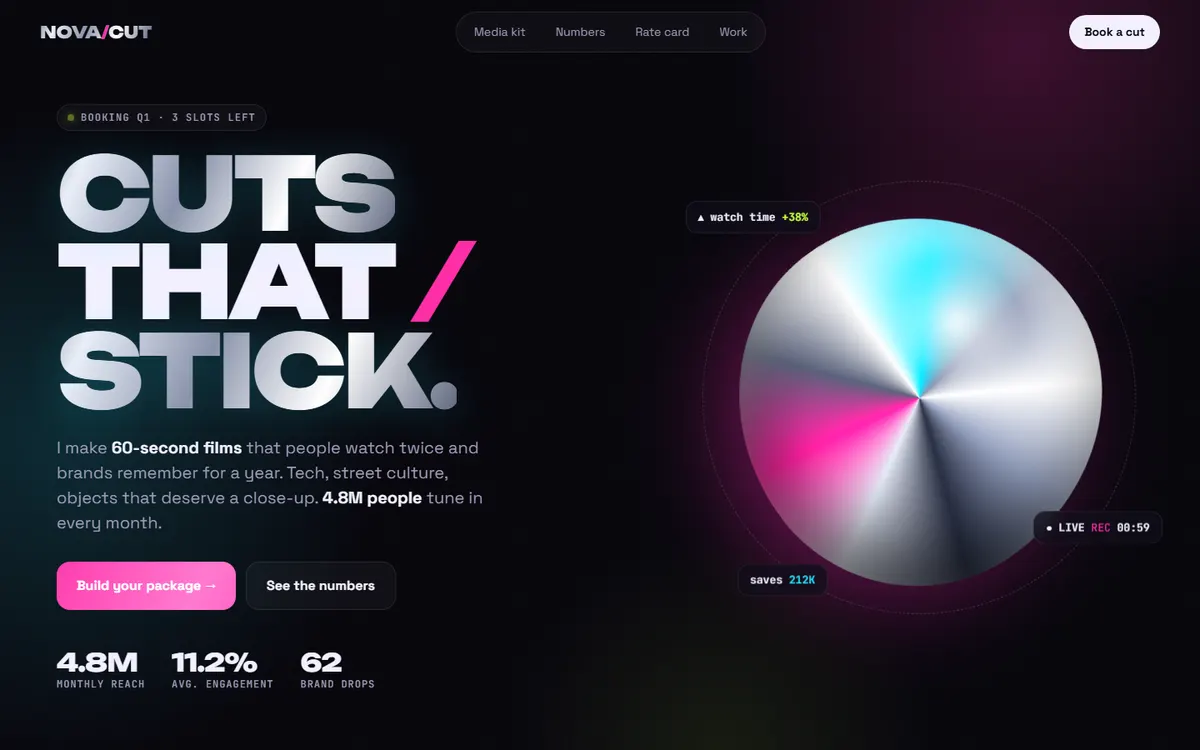 NOVA/CUT
Media kit
Numbers
Rate card
Work
Book a cut
BOOKING Q1 · 3 SLOTS LEFT
CUTS
THAT /
STICK.
I make 60-second films that people watch twice and
brands remember for a year. Tech, street culture,
objects that deserve a close-up. 4.8M people tune in
every month.
Build your package →
See the numbers
4.8M
MONTHLY REACH
11.2%
AVG. ENGAGEMENT
62
BRAND DROPS
▲ watch time +38%
● LIVE REC 00:59
saves 212K